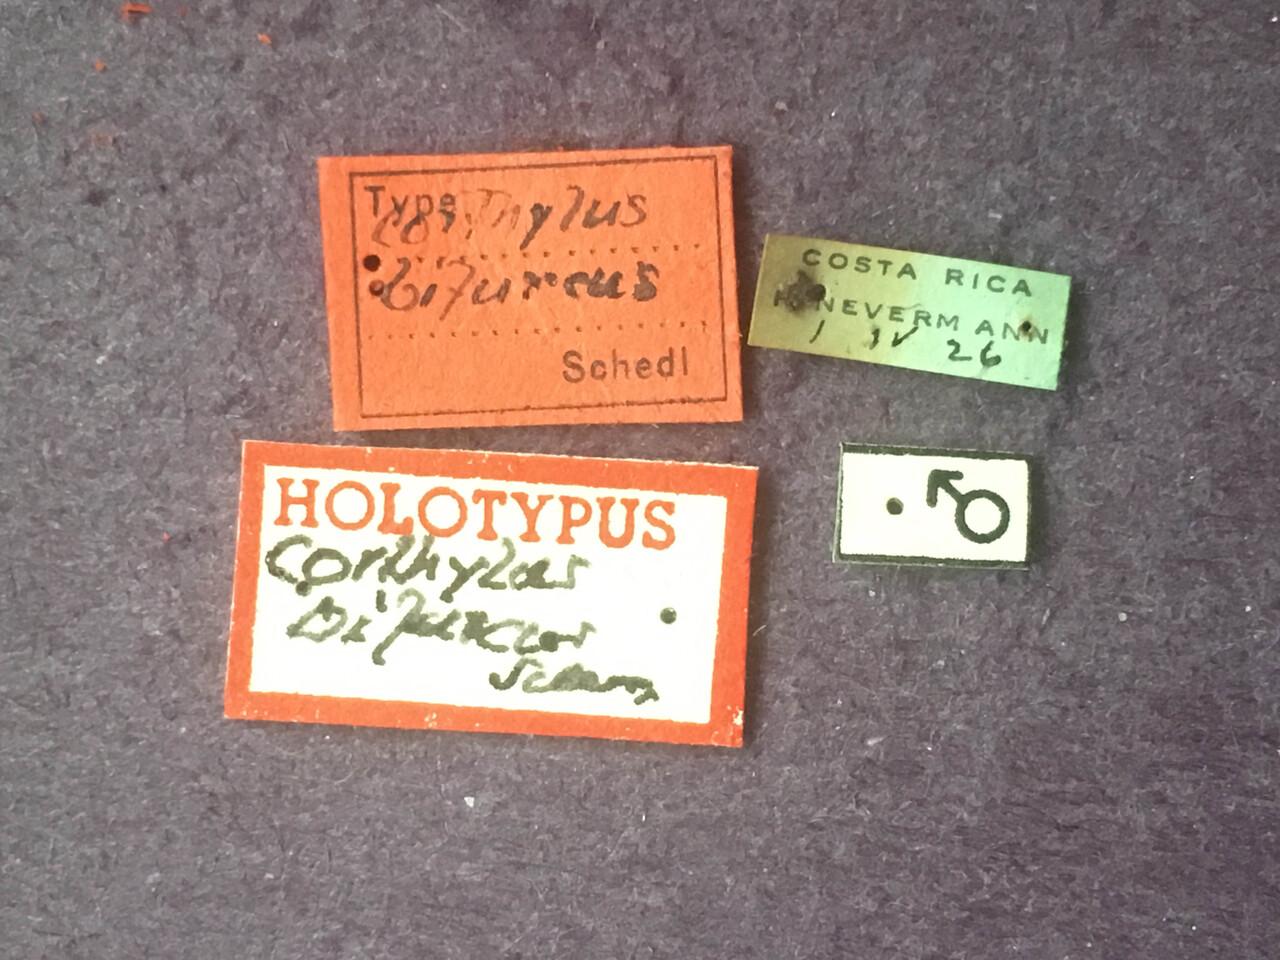 Type Corthylus
bifurcus
Schedl
COSTA RICA
H. NEVERMANN
1 IV 26
HOLOTYPUS
Corthylus
♂